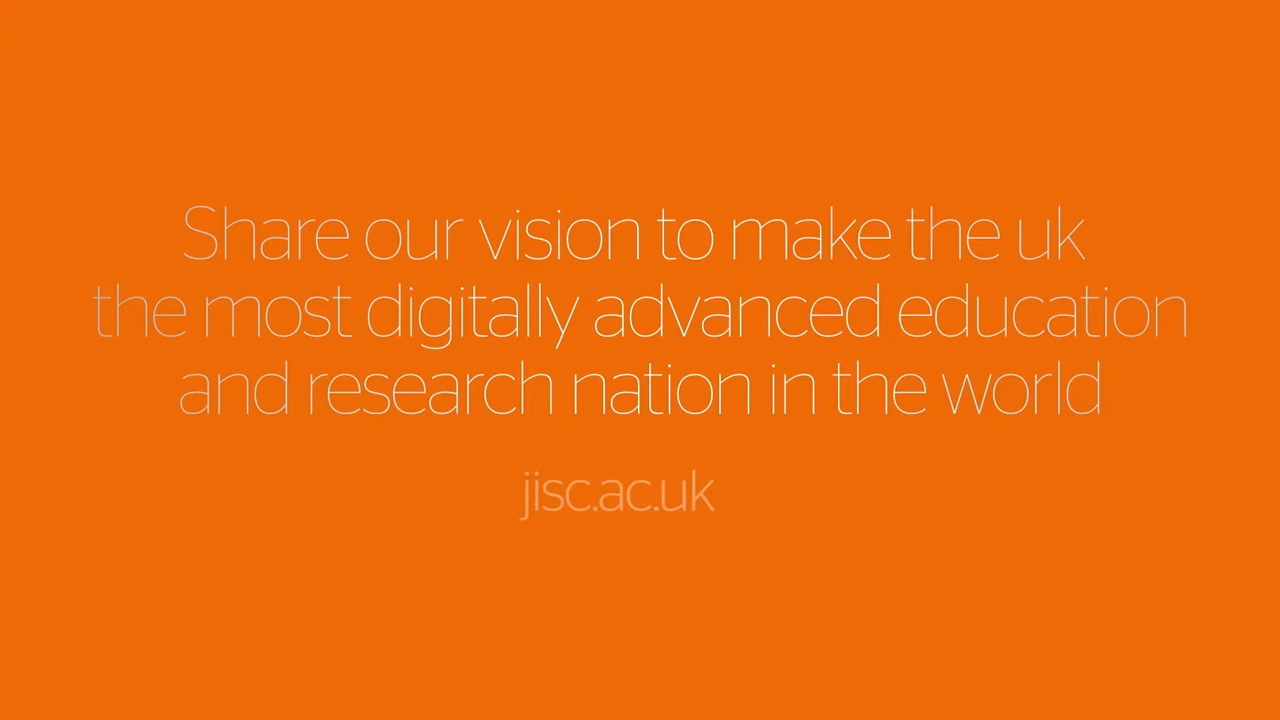 Share our vision to make the uk
the most digitally advanced education
and research nation in the world
jisc.ac.uk